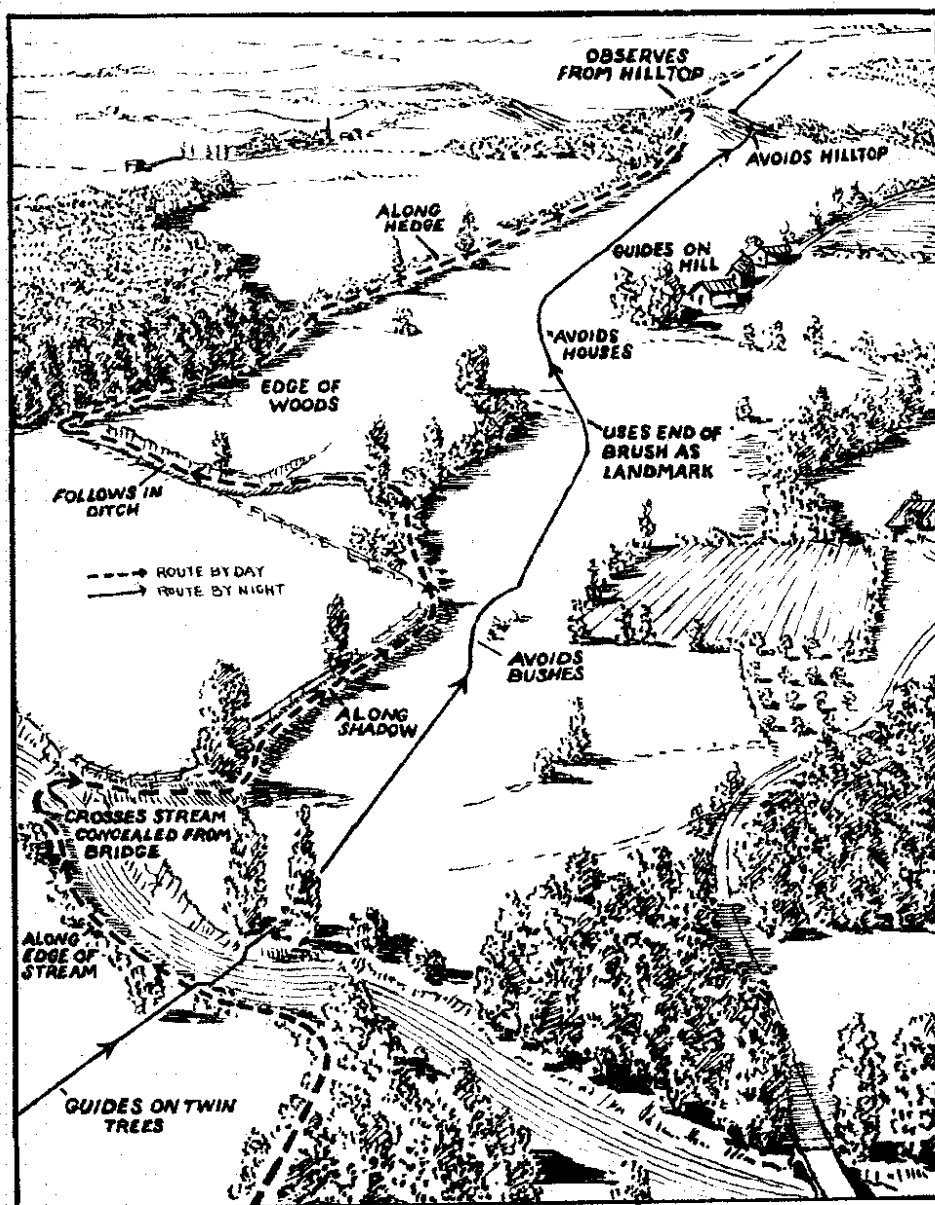 OBSERVES
FROM HILLTOP
AVOIDS HILLTOP
ALONG
HEDGE
GUIDES ON
HILL
AVOIDS
HOUSES
EDGE OF
WOODS
USES END OF
BRUSH AS
LANDMARK
FOLLOWS IN
DITCH
ROUTE BY DAY
ROUTE BY NIGHT
AVOIDS
BUSHES
ALONG
SHADOW
CROSSES STREAM
CONCEALED FROM
BRIDGE
ALONG
EDGE OF
STREAM
GUIDES ON TWIN
TREES